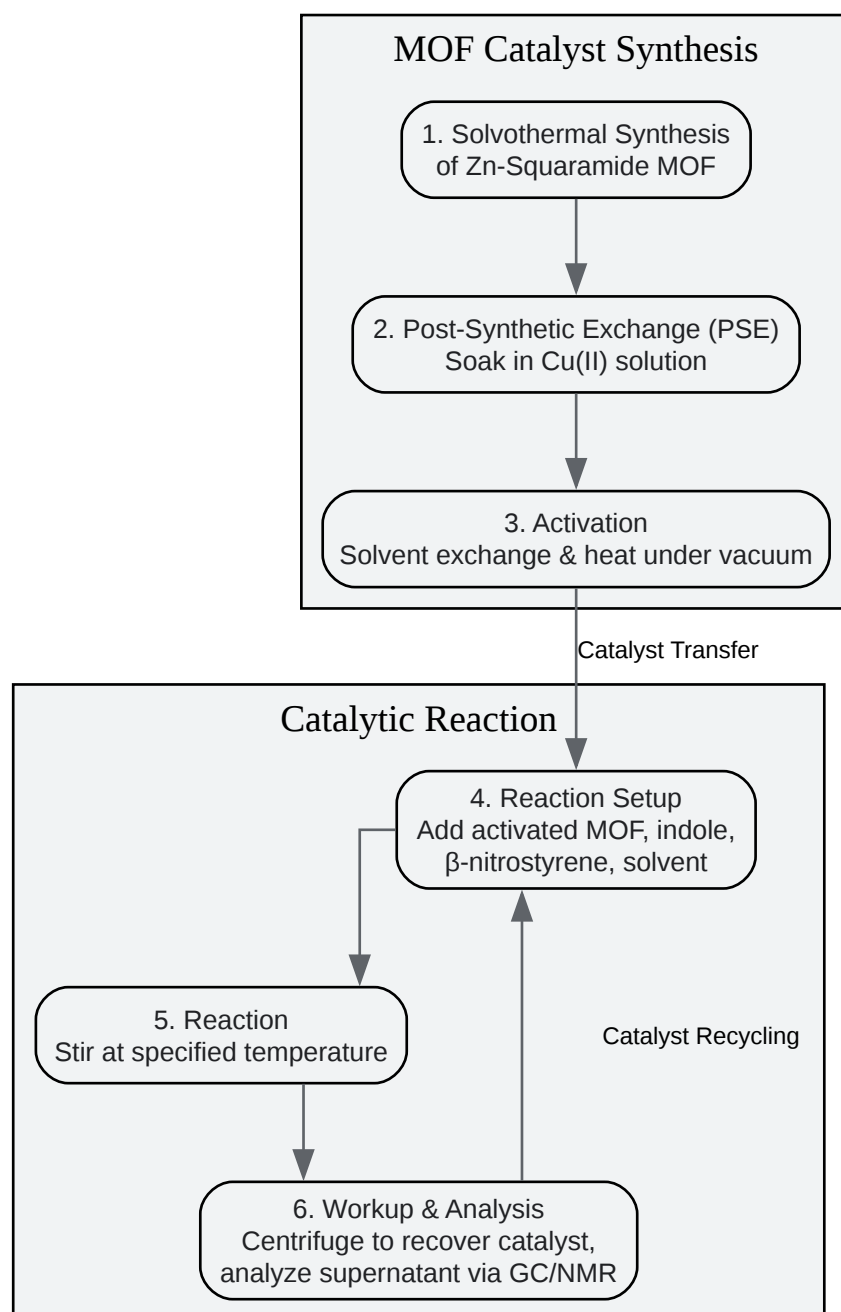 MOF Catalyst Synthesis
1. Solvothermal Synthesis
of Zn-Squaramide MOF
2. Post-Synthetic Exchange (PSE)
Soak in Cu(II) solution
3. Activation
Solvent exchange & heat under vacuum
Catalyst Transfer
Catalytic Reaction
4. Reaction Setup
Add activated MOF, indole,
β-nitrostyrene, solvent
5. Reaction
Stir at specified temperature
Catalyst Recycling
6. Workup & Analysis
Centrifuge to recover catalyst,
analyze supernatant via GC/NMR